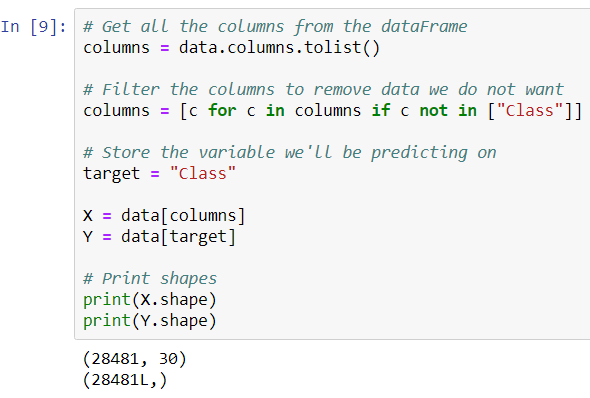 In [9]: # Get all the columns from the dataFrame
columns = data.columns.tolist()
# Filter the columns to remove data we do not want
columns = [c for c in columns if c not in ["Class"]]
# Store the variable we'll be predicting on
target = "Class"
X = data[columns]
Y = data[target]
# Print shapes
print(X.shape)
print(Y.shape)
(28481, 30)
(28481L,)